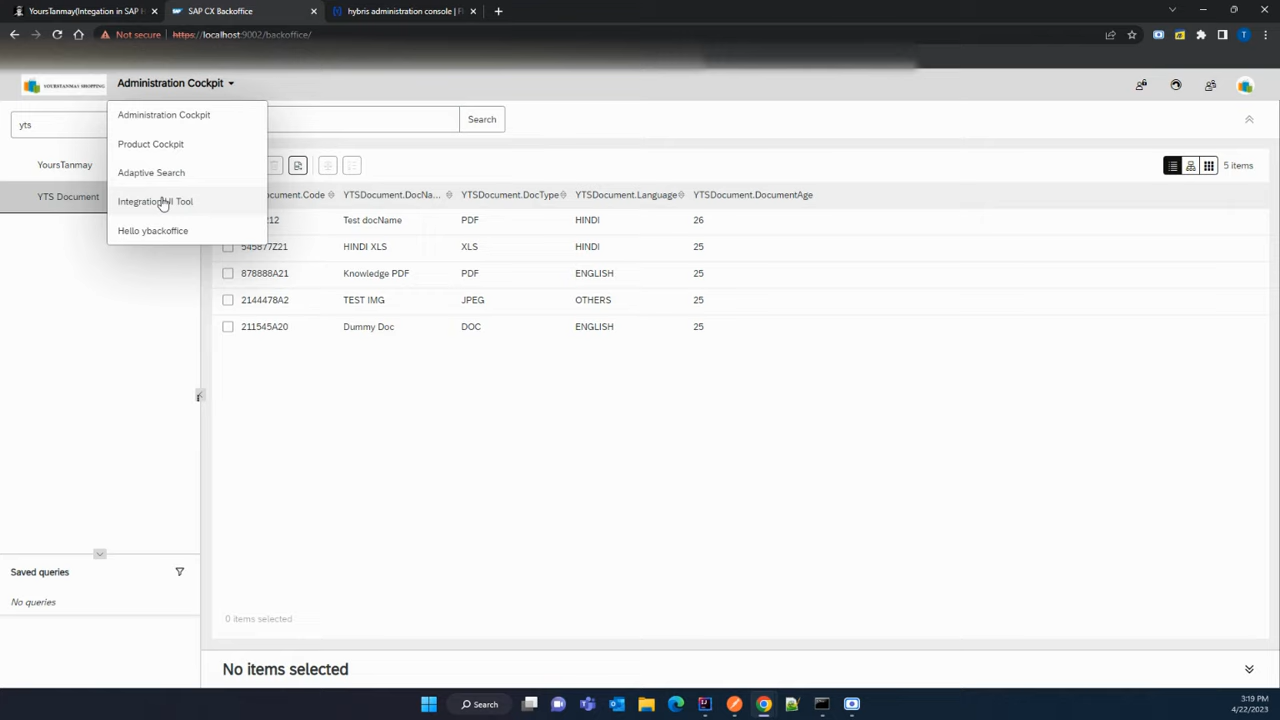 YoursTanmay(Integation in SAP H
SAP CX Backoffice
hybris administration console | F
Not secure
https://localhost:9002/backoffice/
YOURSTANMAY SHOPPING
Administration Cockpit
yts
Administration Cockpit
Search
Product Cockpit
YoursTanmay
Adaptive Search
5 items
YTS Document
Integration UI Tool
ument.Code
YTSDocument.DocNa...
YTSDocument.DocType
YTSDocument.Language
YTSDocument.DocumentAge
Hello ybackoffice
212
Test docName
PDF
HINDI
26
545877Z21
HINDI XLS
XLS
HINDI
25
878888A21
Knowledge PDF
PDF
ENGLISH
25
2144478A2
TEST IMG
JPEG
OTHERS
25
211545A20
Dummy Doc
DOC
ENGLISH
25
Saved queries
No queries
0 items selected
No items selected
Search
3:19 PM
4/22/2023